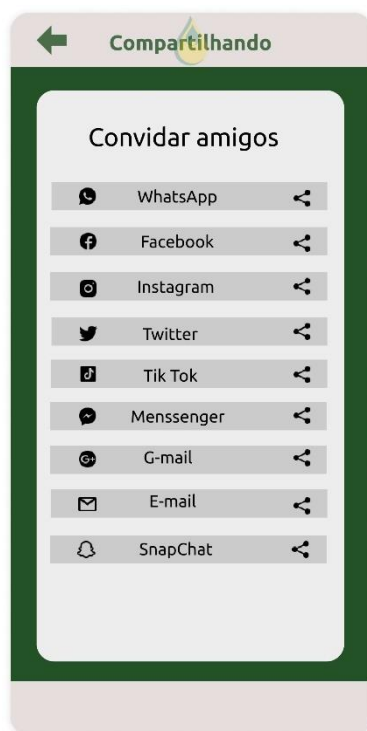 Compartilhando
Convidar amigos
WhatsApp
Facebook
Instagram
Twitter
Tik Tok
Menssenger
G+
G-mail
E-mail
SnapChat